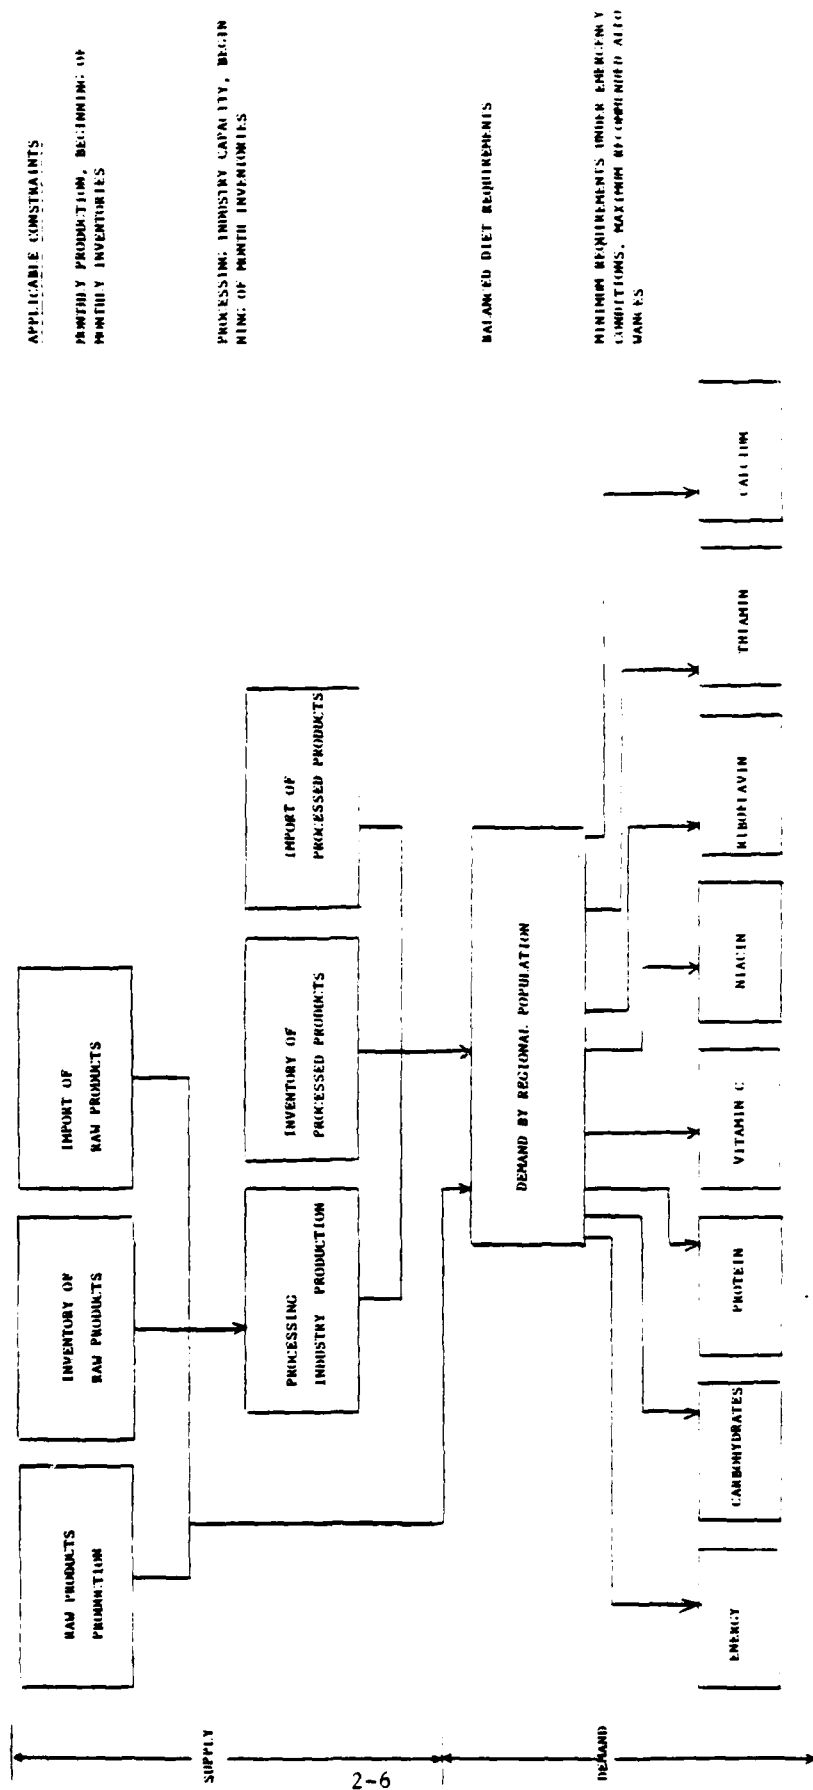 APPLICABLE CONSTRAINTS
MONTHLY PRODUCTION, BEGINNING OF
MONTHLY INVENTORIES
PROCESSING INDUSTRY CAPACITY, BEGIN
NING OF MONTH INVENTORIES
BALANCED DIET REQUIREMENTS
MINIMUM REQUIREMENTS UNDER EMERGENCY
CONDITIONS, MAXIMUM RECOMMENDED ALLO
WANCES
SUPPLY
DEMAND
RAW PRODUCTS
PRODUCTION
INVENTORY OF
RAW PRODUCTS
IMPORT OF
RAW PRODUCTS
PROCESSING
INDUSTRY PRODUCTION
INVENTORY OF
PROCESSED PRODUCTS
IMPORT OF
PROCESSED PRODUCTS
DEMAND BY REGIONAL POPULATION
ENERGY
CARBOHYDRATES
PROTEIN
VITAMIN C
NIACIN
RIBOFLAVIN
THIAMIN
CALCIUM
2-6